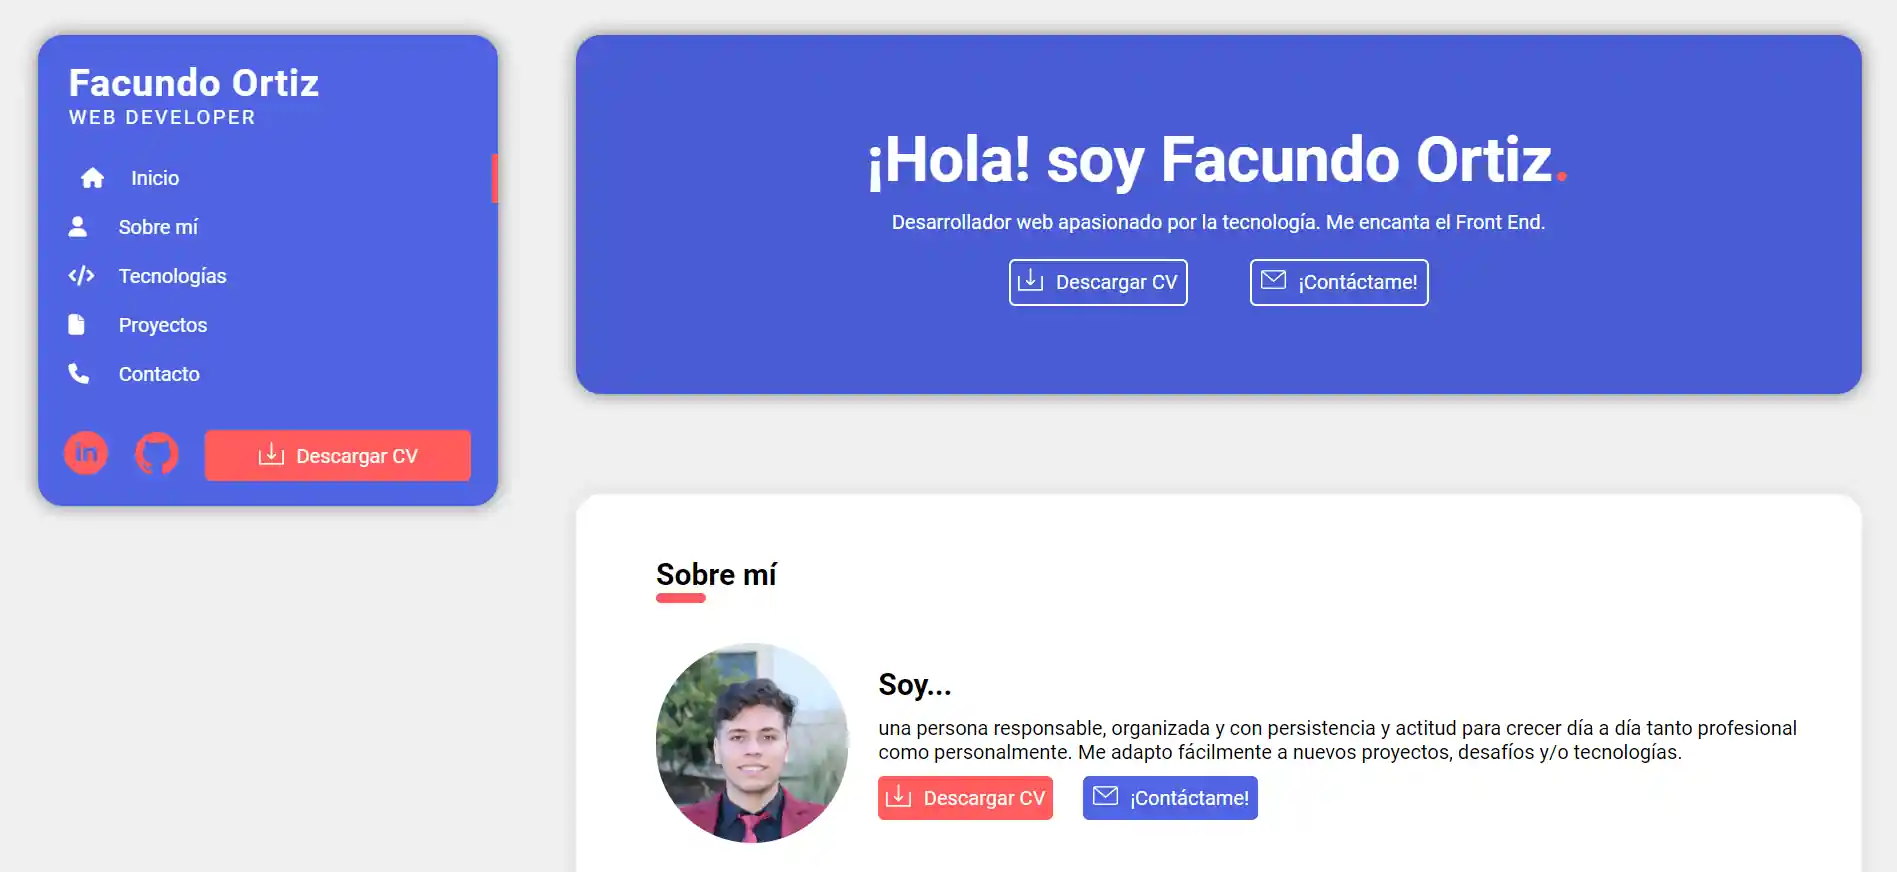 Facundo Ortiz
WEB DEVELOPER
Inicio
Sobre mí
Tecnologías
Proyectos
Contacto
in
Descargar CV
¡Hola! soy Facundo Ortiz.
Desarrollador web apasionado por la tecnología. Me encanta el Front End.
Descargar CV
¡Contáctame!
Sobre mí
Soy...
una persona responsable, organizada y con persistencia y actitud para crecer día a día tanto profesional
como personalmente. Me adapto fácilmente a nuevos proyectos, desafíos y/o tecnologías.
Descargar CV
¡Contáctame!